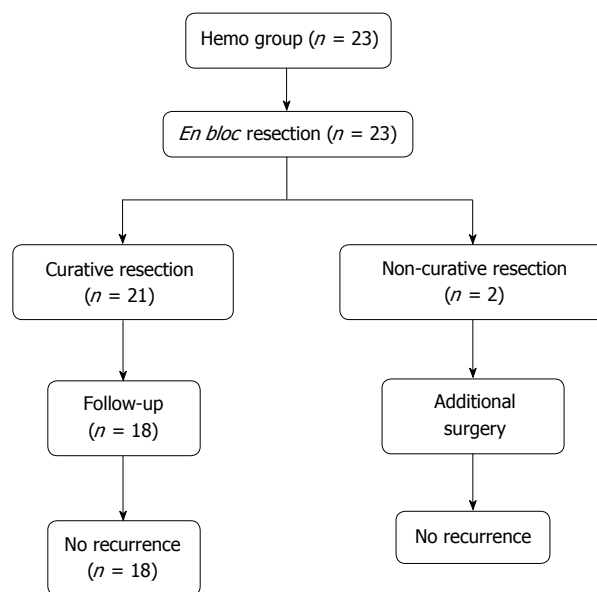 Hemo group (n = 23)
En bloc resection (n = 23)
Curative resection
(n = 21)
Non-curative resection
(n = 2)
Follow-up
(n = 18)
Additional
surgery
No recurrence
(n = 18)
No recurrence